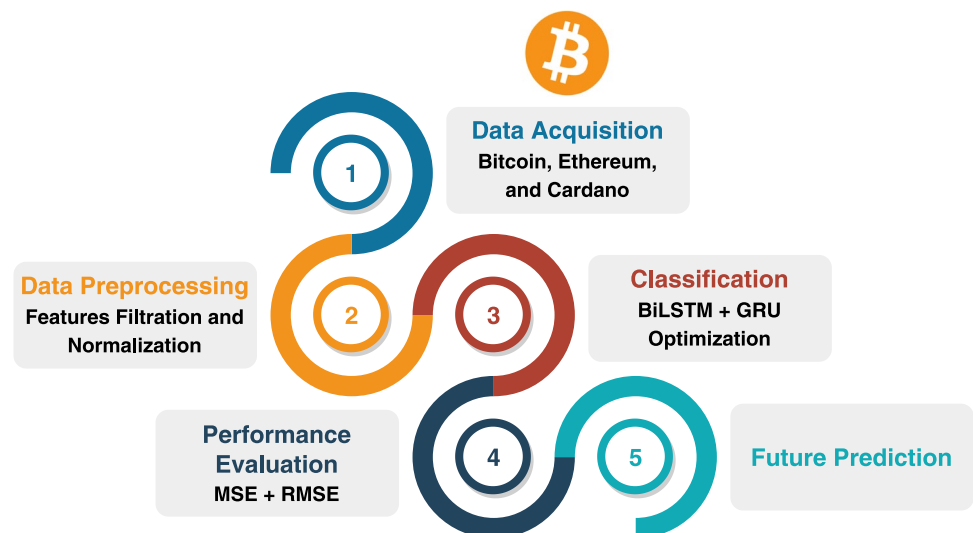 1
Data Acquisition
Bitcoin, Ethereum,
and Cardano
2
Data Preprocessing
Features Filtration and
Normalization
3
Classification
BiLSTM + GRU
Optimization
4
Performance
Evaluation
MSE + RMSE
5
Future Prediction